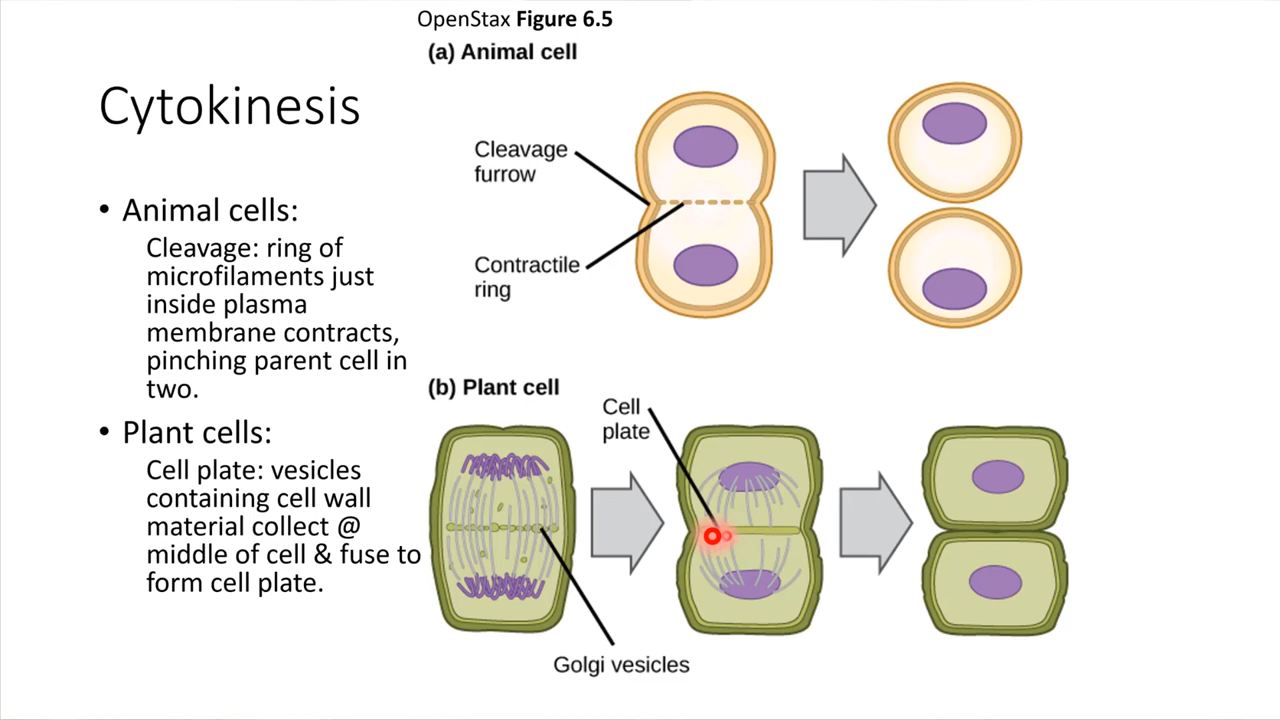 OpenStax Figure 6.5
(a) Animal cell
Cytokinesis
• Animal cells:
Cleavage: ring of
microfilaments just
inside plasma
membrane contracts,
pinching parent cell in
two.
• Plant cells:
Cell plate: vesicles
containing cell wall
material collect @
middle of cell & fuse to
form cell plate.
Cleavage
furrow
Contractile
ring
(b) Plant cell
Cell
plate
Golgi vesicles